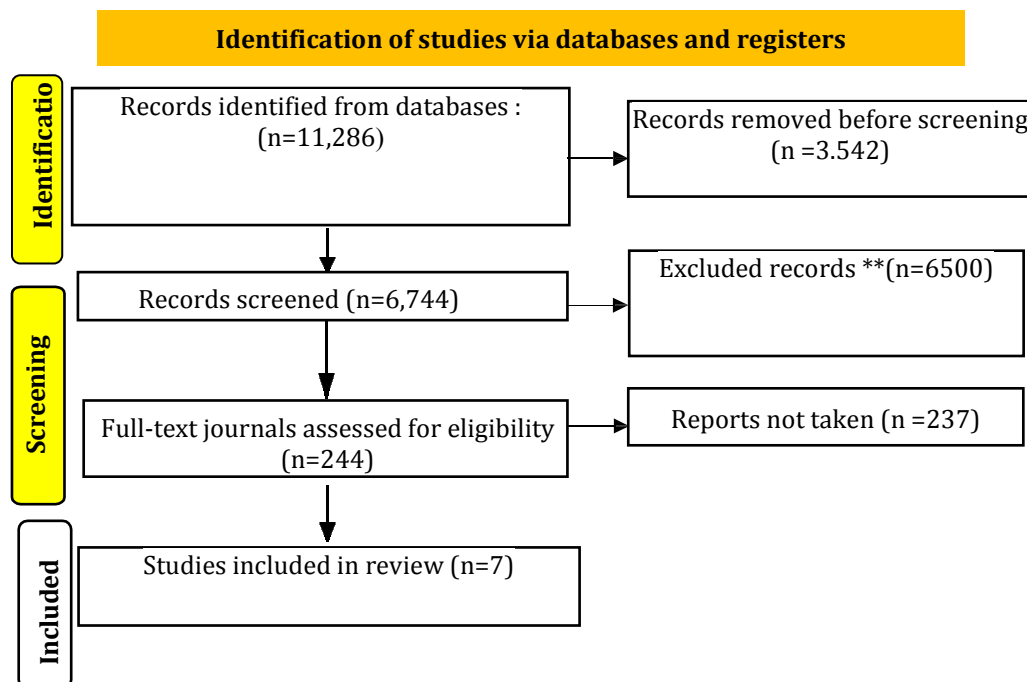 Identification of studies via databases and registers
Identificatio
Records identified from databases :
(n=11,286)
Records removed before screening
(n =3.542)
Screening
Records screened (n=6,744)
Excluded records **(n=6500)
Full-text journals assessed for eligibility
(n=244)
Reports not taken (n =237)
Included
Studies included in review (n=7)